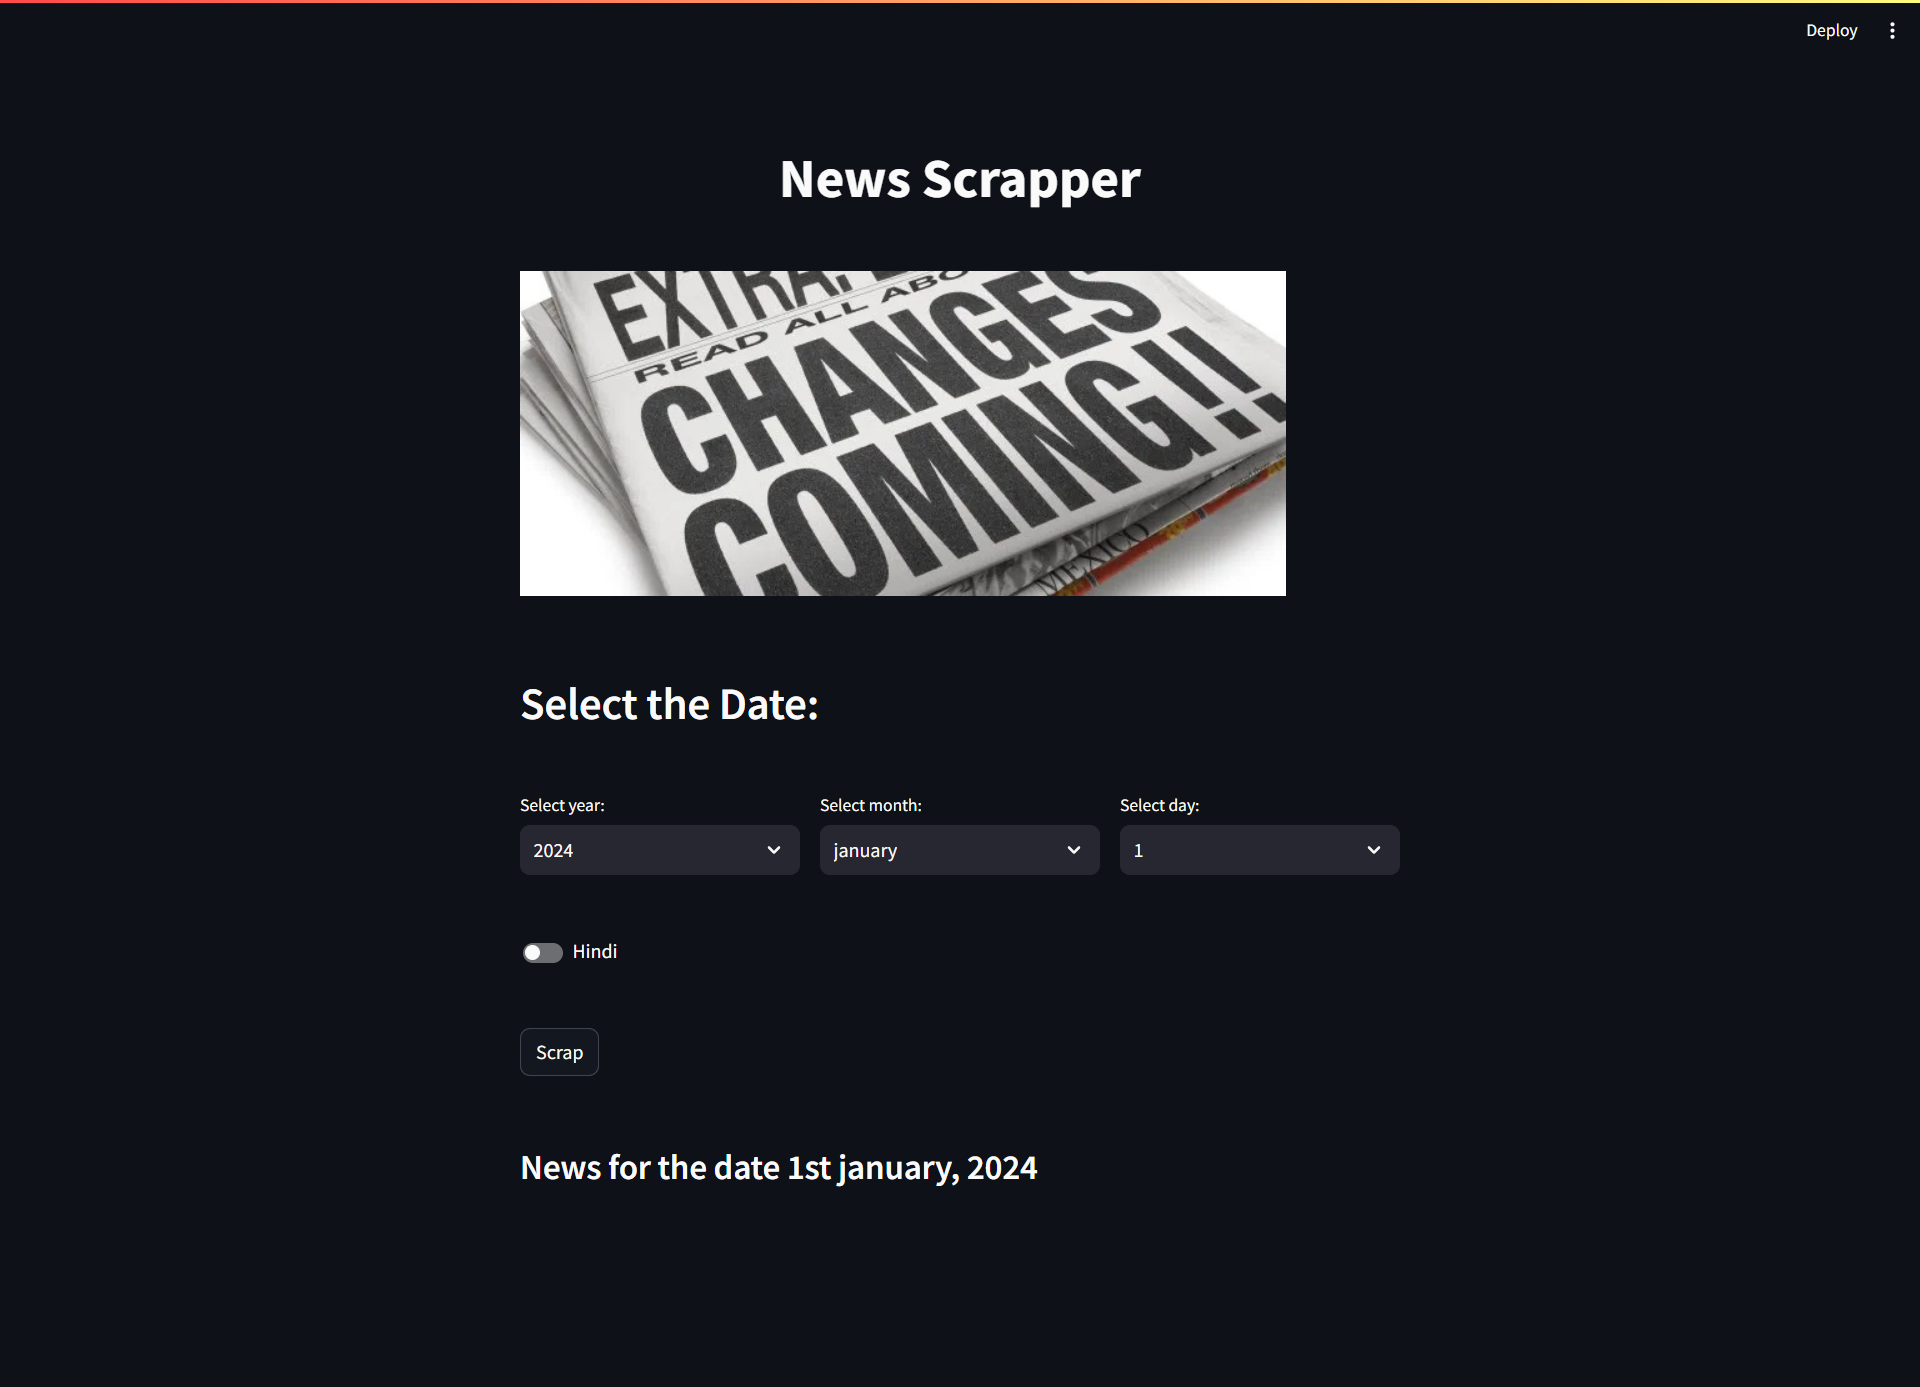 Deploy
News Scrapper
EXTRA,
READ ALL ABO
CHANGES
COMING!!
MEXICO
Select the Date:
Select year: Select month: Select day:
2024 january 1
Hindi
Scrap
News for the date 1st january, 2024